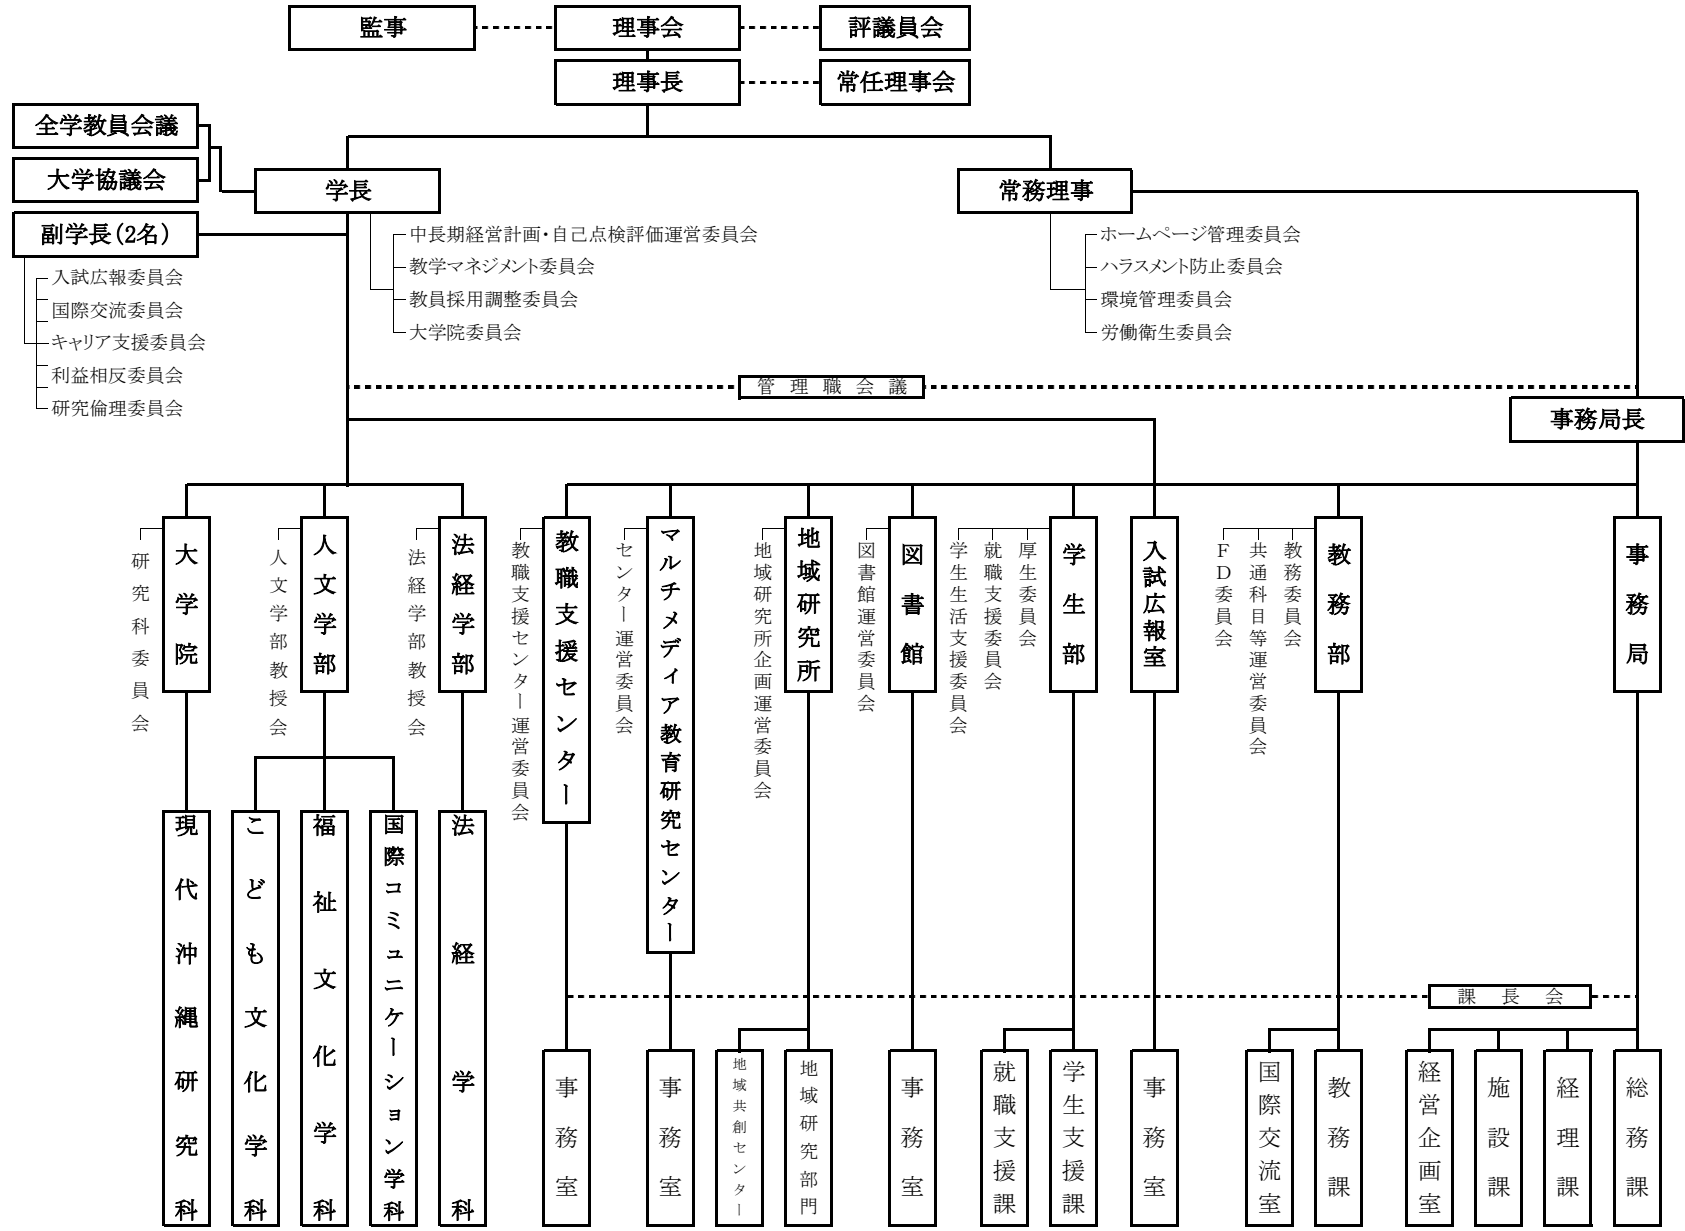 監事
理事会
評議員会
理事長
常任理事会
全学教員会議
大学協議会
学長
常務理事
副学長（2名）
中長期経営計画・自己点検評価運営委員会
教学マネジメント委員会
教員採用調整委員会
大学院委員会
ホームページ管理委員会
ハラスメント防止委員会
環境管理委員会
労働衛生委員会
入試広報委員会
国際交流委員会
キャリア支援委員会
利益相反委員会
研究倫理委員会
管理職会議
事務局長
研究科委員会
大学院
人文学部教授会
人文学部
法経学部教授会
法経学部
教職支援センター運営委員会
教職支援センター
センター運営委員会
マルチメディア教育研究センター
地域研究所企画運営委員会
地域研究所
図書館運営委員会
図書館
学生生活支援委員会
就職支援委員会
厚生委員会
学生部
入試広報室
FD委員会
共通科目等運営委員会
教務委員会
教務部
事務局
現代沖縄研究科
こども文化学科
福祉文化学科
国際コミュニケーション学科
法経学科
課長会
事務室
事務室
地域共創センター
地域研究部門
事務室
就職支援課
学生支援課
事務室
国際交流室
教務課
経営企画室
施設課
経理課
総務課